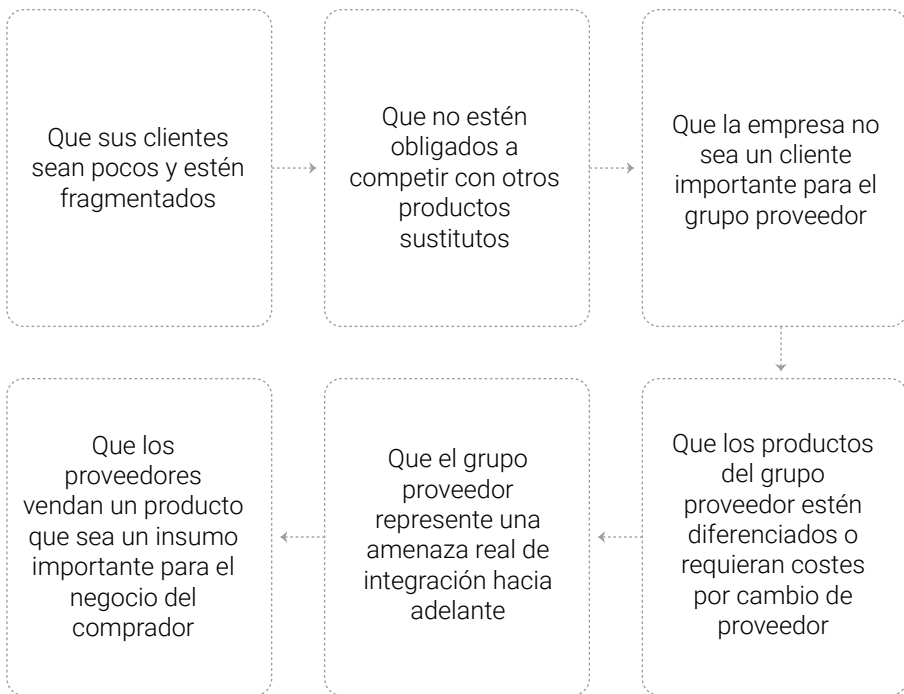 Que sus clientes
sean pocos y estén
fragmentados
Que no estén
obligados a
competir con otros
productos
sustitutos
Que la empresa no
sea un cliente
importante para el
grupo proveedor
Que los productos
del grupo
proveedor estén
diferenciados o
requieran costes
por cambio de
proveedor
Que el grupo
proveedor
represente una
amenaza real de
integración hacia
adelante
Que los
proveedores
vendan un producto
que sea un insumo
importante para el
negocio del
comprador